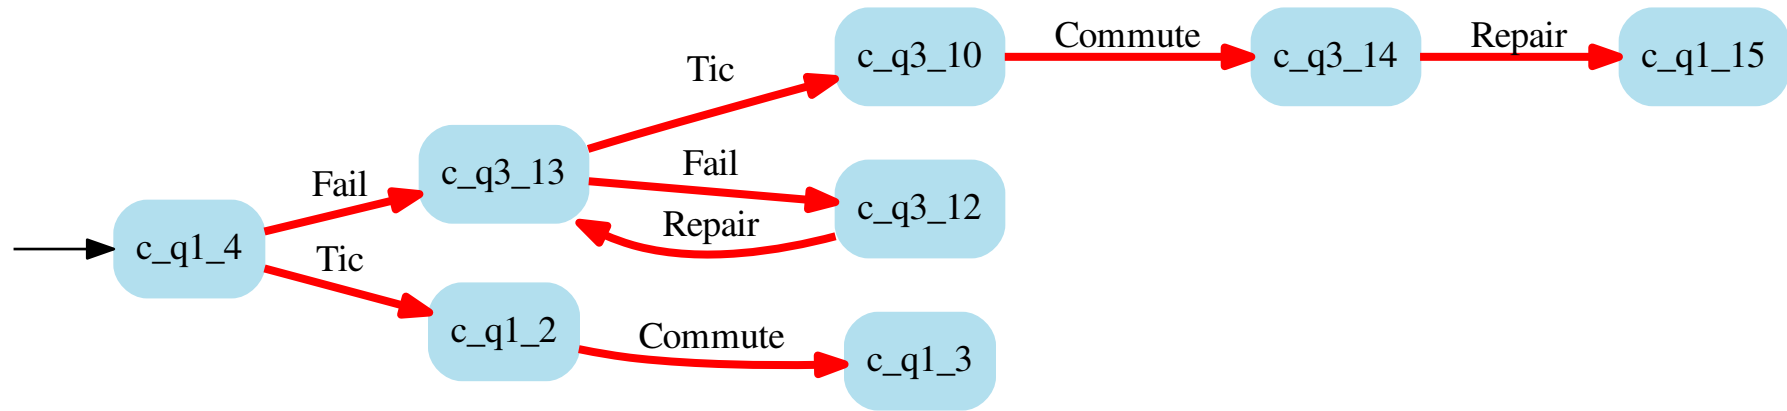 c_q3_10
Commute
c_q3_14
Repair
c_q1_15
Tic
c_q3_13
Fail
Fail
c_q3_12
Repair
c_q1_4
Tic
c_q1_2
Commute
c_q1_3